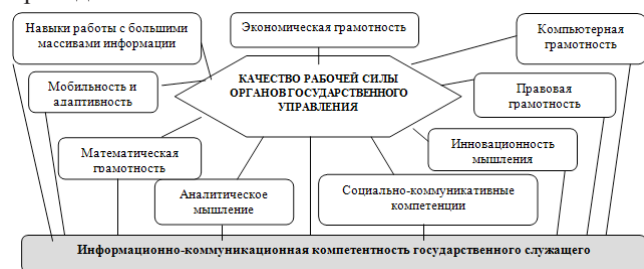 Навыки работы с большими
массивами информации
Экономическая грамотность
Компьютерная
грамотность
Мобильность и
адаптивность
КАЧЕСТВО РАБОЧЕЙ СИЛЫ
ОРГАНОВ ГОСУДАРСТВЕННОГО
УПРАВЛЕНИЯ
Правовая
грамотность
Математическая
грамотность
Инновационность
мышления
Аналитическое
мышление
Социально-коммуникативные
компетенции
Информационно-коммуникационная компетентность государственного служащего